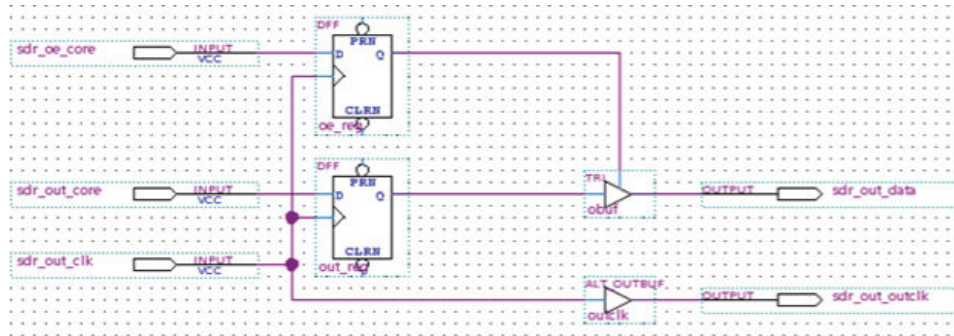 DFF
sdr_oe_core INPUT VCC
PRN
D Q
CLRN
oe_reg
DFF
sdr_out_core INPUT VCC
PRN
D Q
CLRN
out_reg
TRI
obuf
OUTPUT sdr_out_data
sdr_out_clk INPUT VCC
ALT_OUTBUF
outclk
OUTPUT sdr_out_outclk